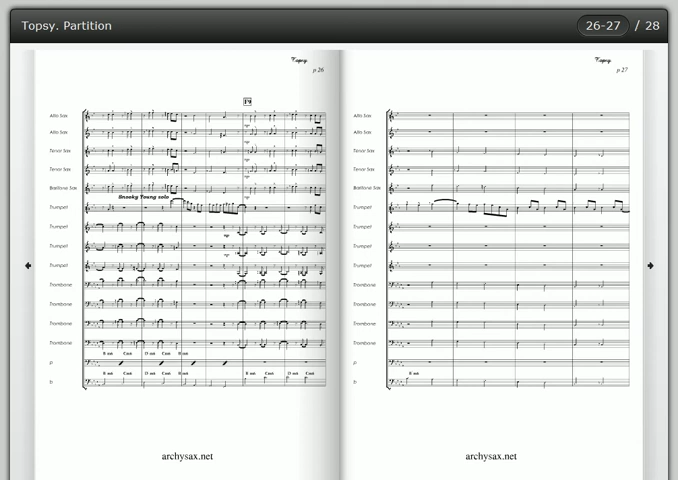 Topsy. Partition
26-27 / 28
Topsy
p 26
Alto Sax
Alto Sax
Tenor Sax
Tenor Sax
Baritone Sax
Snooky Young solo
Trumpet
Trumpet
Trumpet
Trumpet
Trombone
Trombone
Trombone
Trombone
archysax.net
Topsy
p 27
Alto Sax
Alto Sax
Tenor Sax
Tenor Sax
Baritone Sax
Trumpet
Trumpet
Trumpet
Trumpet
Trombone
Trombone
Trombone
Trombone
archysax.net